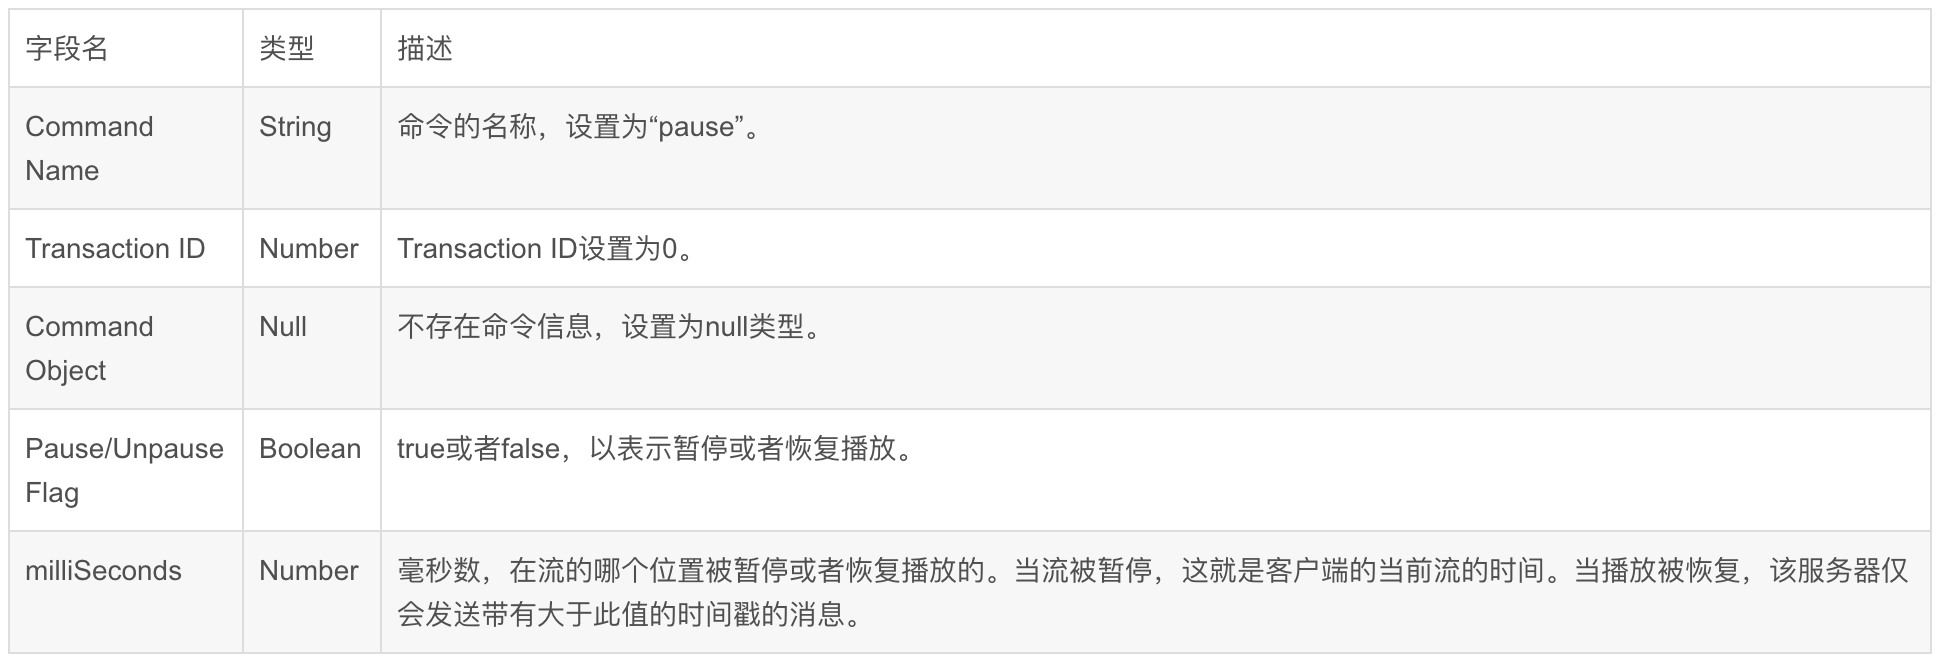 字段名 类型 描述
Command String 命令的名称，设置为“pause”。
Name
Transaction ID Number Transaction ID设置为0。
Command Null 不存在命令信息，设置为null类型。
Object
Pause/Unpause Boolean true或者false，以表示暂停或者恢复播放。
Flag
milliSeconds Number 毫秒数，在流的哪个位置被暂停或者恢复播放的。当流被暂停，这就是客户端的当前流的时间。当播放被恢复，该服务器仅
会发送带有大于此值的时间戳的消息。